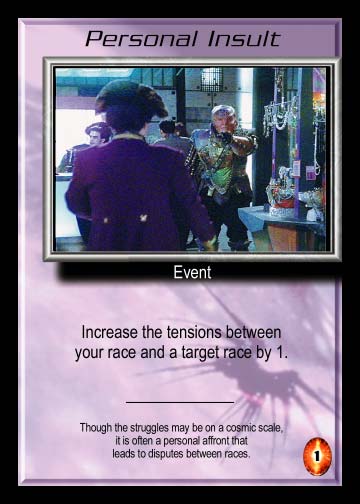 Personal Insult
Event
Increase the tensions between
your race and a target race by 1.
Though the struggles may be on a cosmic scale,
it is often a personal affront that
leads to disputes between races.
1